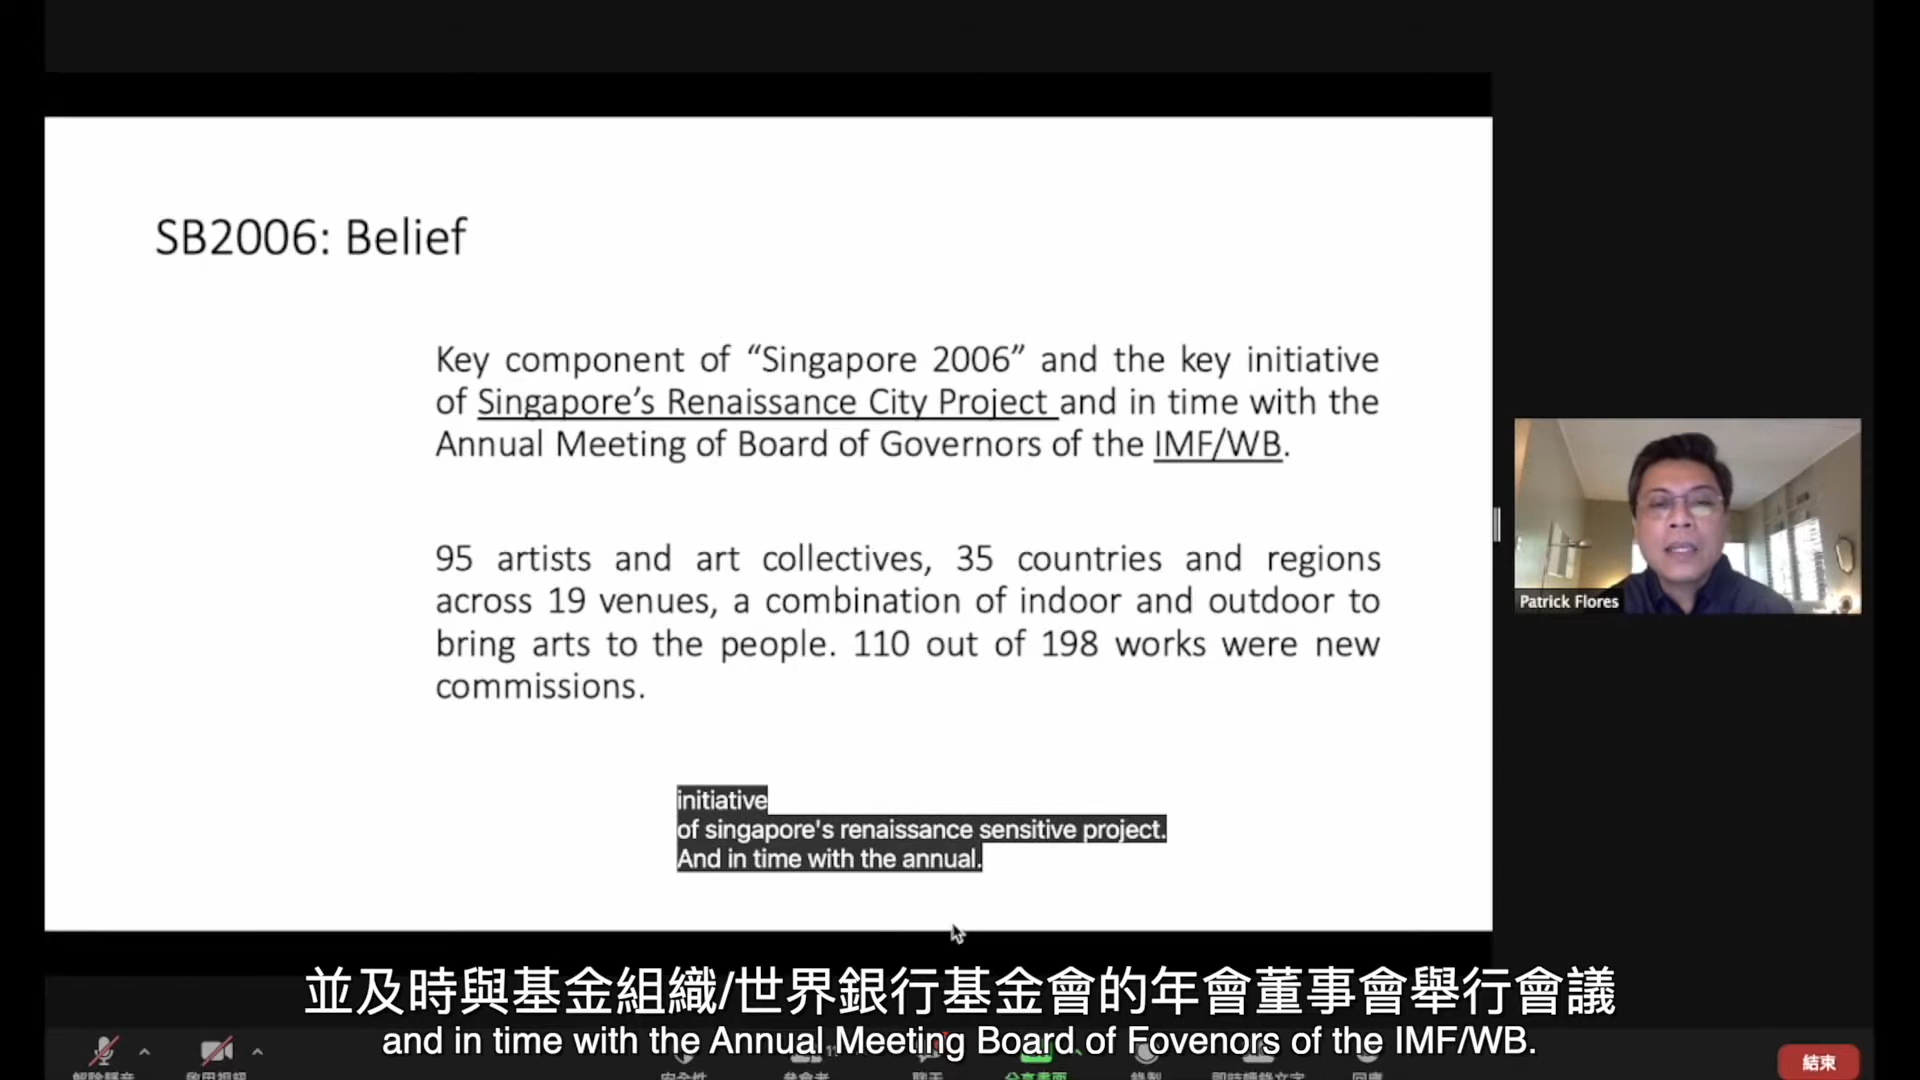 SB2006: Belief
Key component of “Singapore 2006” and the key initiative
of Singapore’s Renaissance City Project and in time with the
Annual Meeting of Board of Governors of the IMF/WB.
95 artists and art collectives, 35 countries and regions
across 19 venues, a combination of indoor and outdoor to
bring arts to the people. 110 out of 198 works were new
commissions.
Patrick Flores
initiative
of singapore's renaissance sensitive project.
And in time with the annual.
並及時與基金組織/世界銀行基金會的年會董事會舉行會議
and in time with the Annual Meeting Board of Fovenors of the IMF/WB.
結束